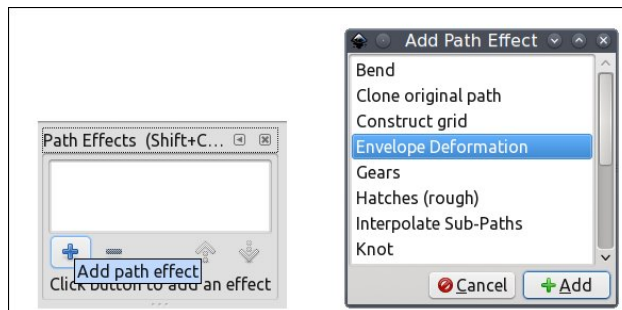 Path Effects (Shift+C...
Add path effect
Click button to add an effect
Add Path Effect
Bend
Clone original path
Construct grid
Envelope Deformation
Gears
Hatches (rough)
Interpolate Sub-Paths
Knot
Cancel
Add